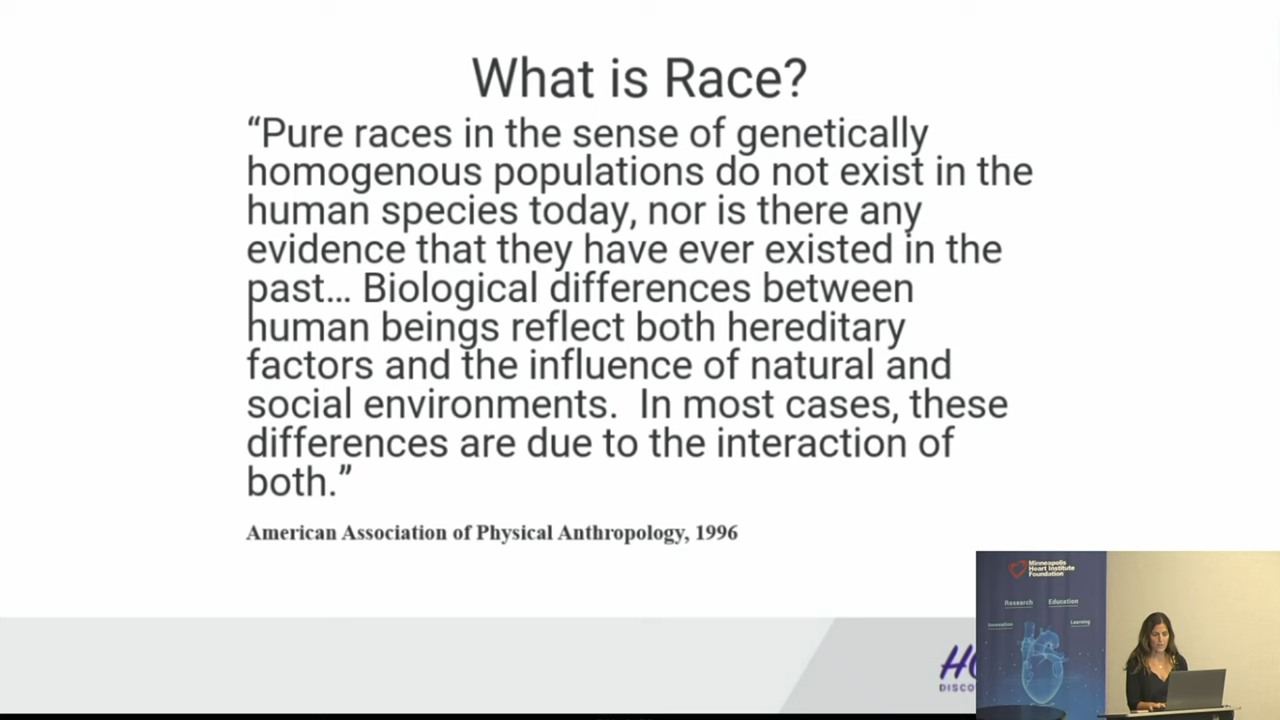 What is Race?
“Pure races in the sense of genetically
homogenous populations do not exist in the
human species today, nor is there any
evidence that they have ever existed in the
past... Biological differences between
human beings reflect both hereditary
factors and the influence of natural and
social environments.  In most cases, these
differences are due to the interaction of
both.”
American Association of Physical Anthropology, 1996
Minneapolis
Heart Institute
Foundation
Research Education
Innovation Learning